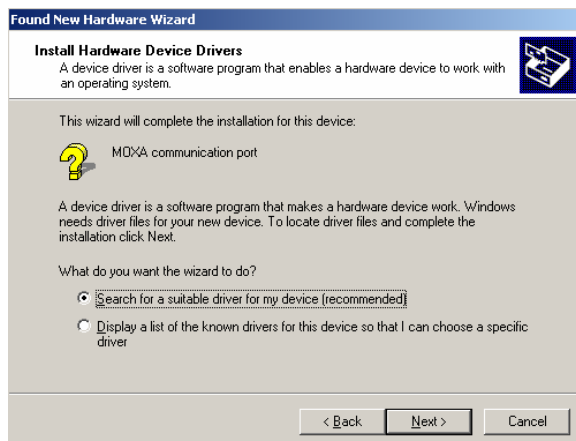 Found New Hardware Wizard
Install Hardware Device Drivers
A device driver is a software program that enables a hardware device to work with
an operating system.
This wizard will complete the installation for this device:
MOXA communication port
A device driver is a software program that makes a hardware device work. Windows
needs driver files for your new device. To locate driver files and complete the
installation click Next.
What do you want the wizard to do?
Search for a suitable driver for my device (recommended)
Display a list of the known drivers for this device so that I can choose a specific
driver
< Back Next > Cancel